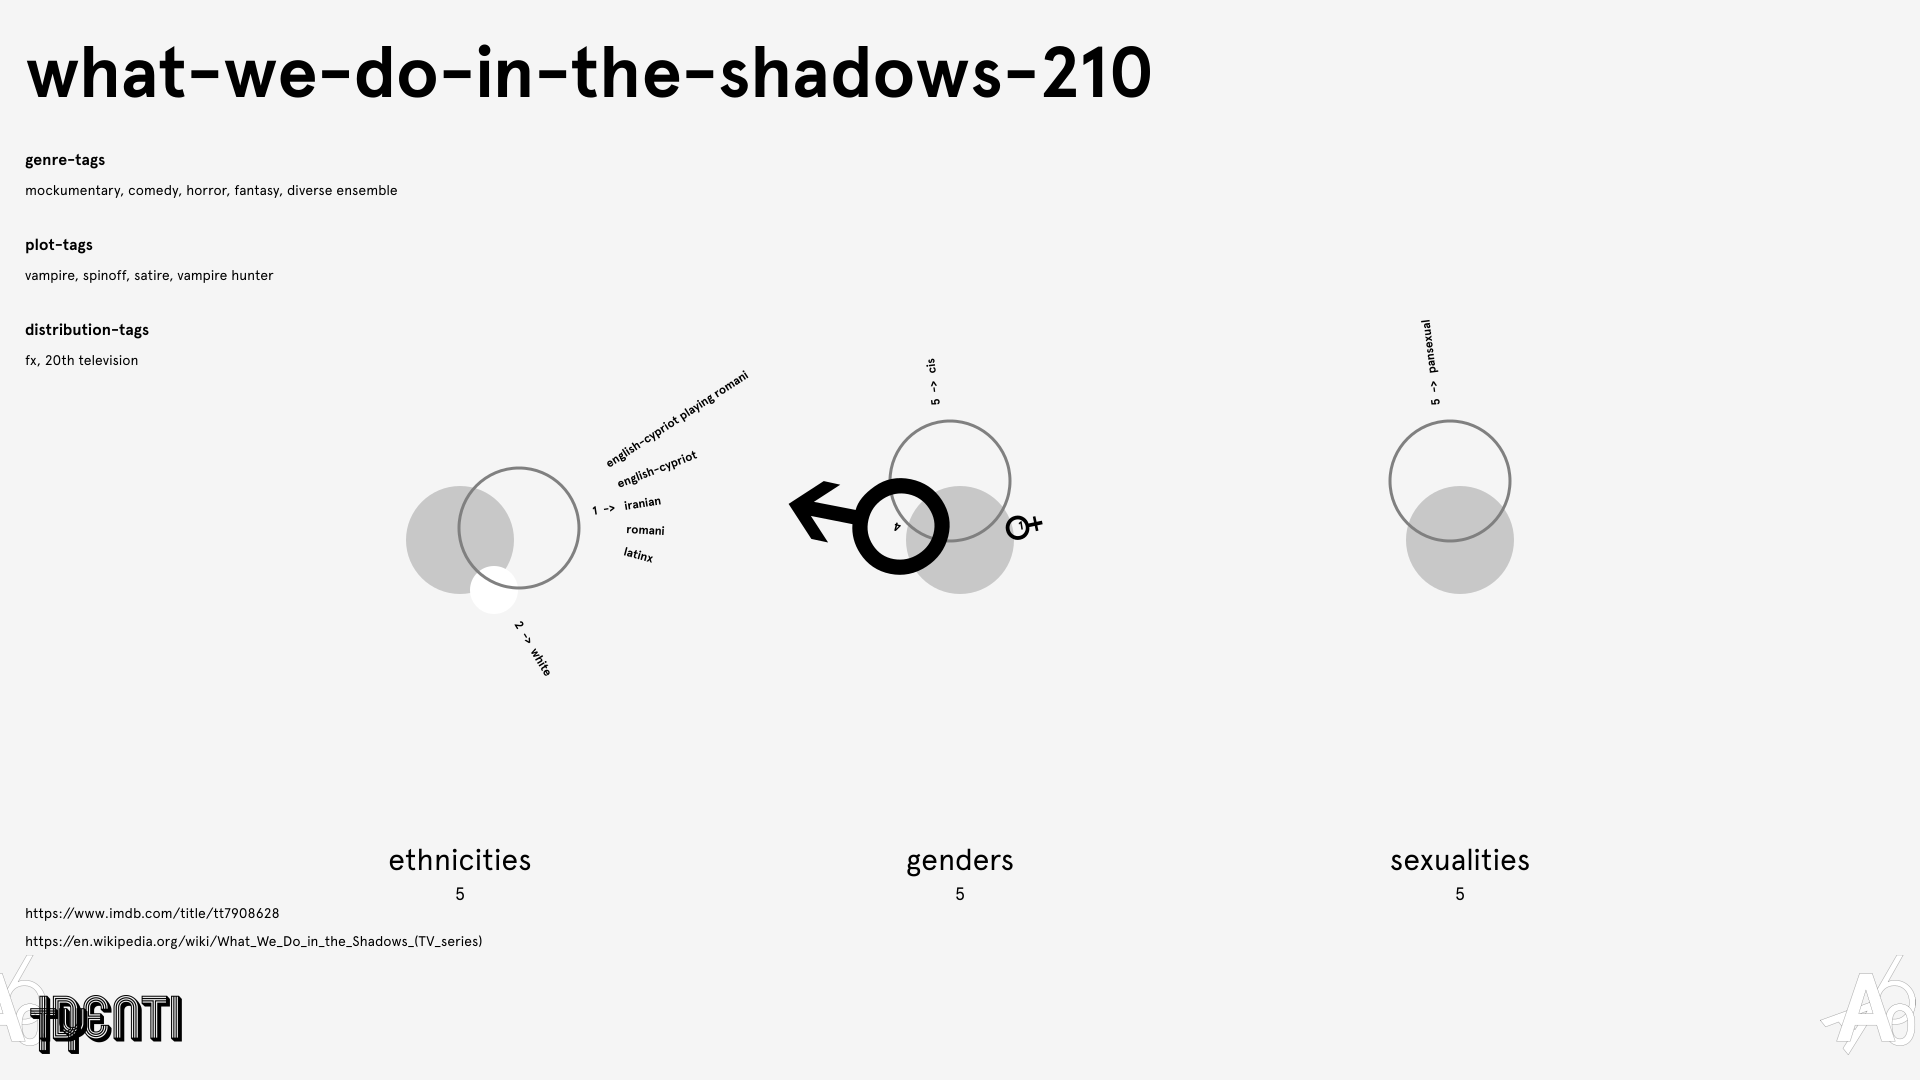 what-we-do-in-the-shadows-210
genre-tags
mockumentary, comedy, horror, fantasy, diverse ensemble
plot-tags
vampire, spinoff, satire, vampire hunter
distribution-tags
fx, 20th television
english-cypriot playing romani
english-cypriot
1 -> iranian
romani
latinx
2 -> white
5 -> cis
4
1
5 -> pansexual
ethnicities
5
genders
5
sexualities
5
https://www.imdb.com/title/tt7908628
https://en.wikipedia.org/wiki/What_We_Do_in_the_Shadows_(TV_series)
IDENTI